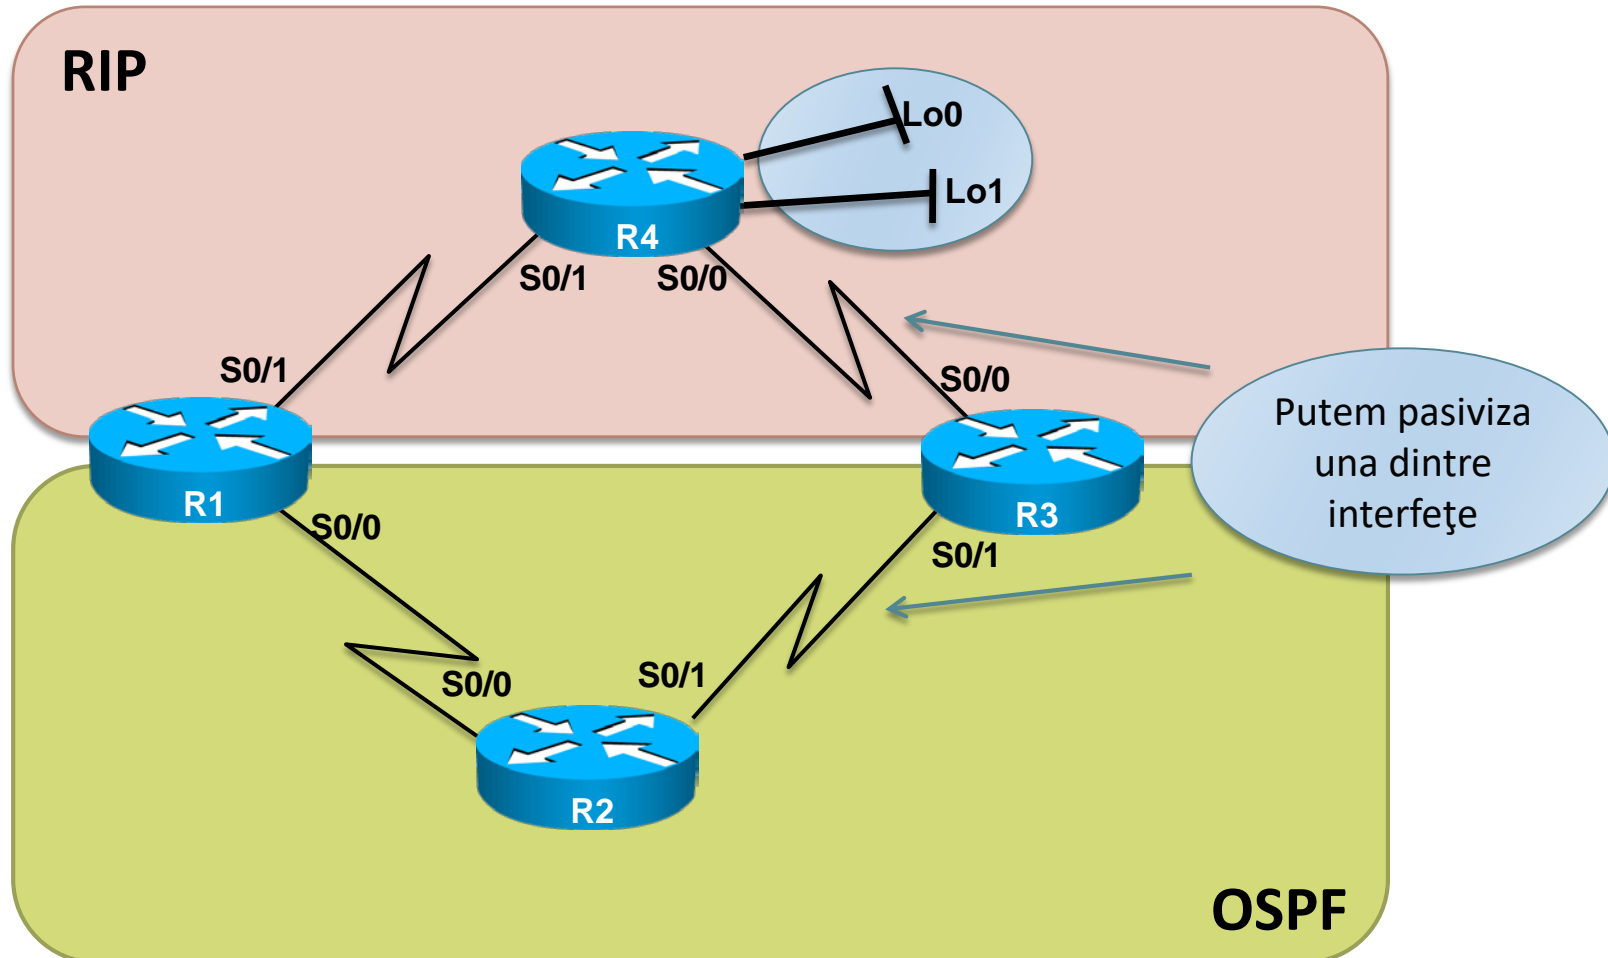 RIP
Lo0
Lo1
R4
S0/1
S0/0
S0/1
S0/0
R1
R3
Putem pasiviza
una dintre
interfeţe
S0/0
S0/1
S0/0
S0/1
R2
OSPF